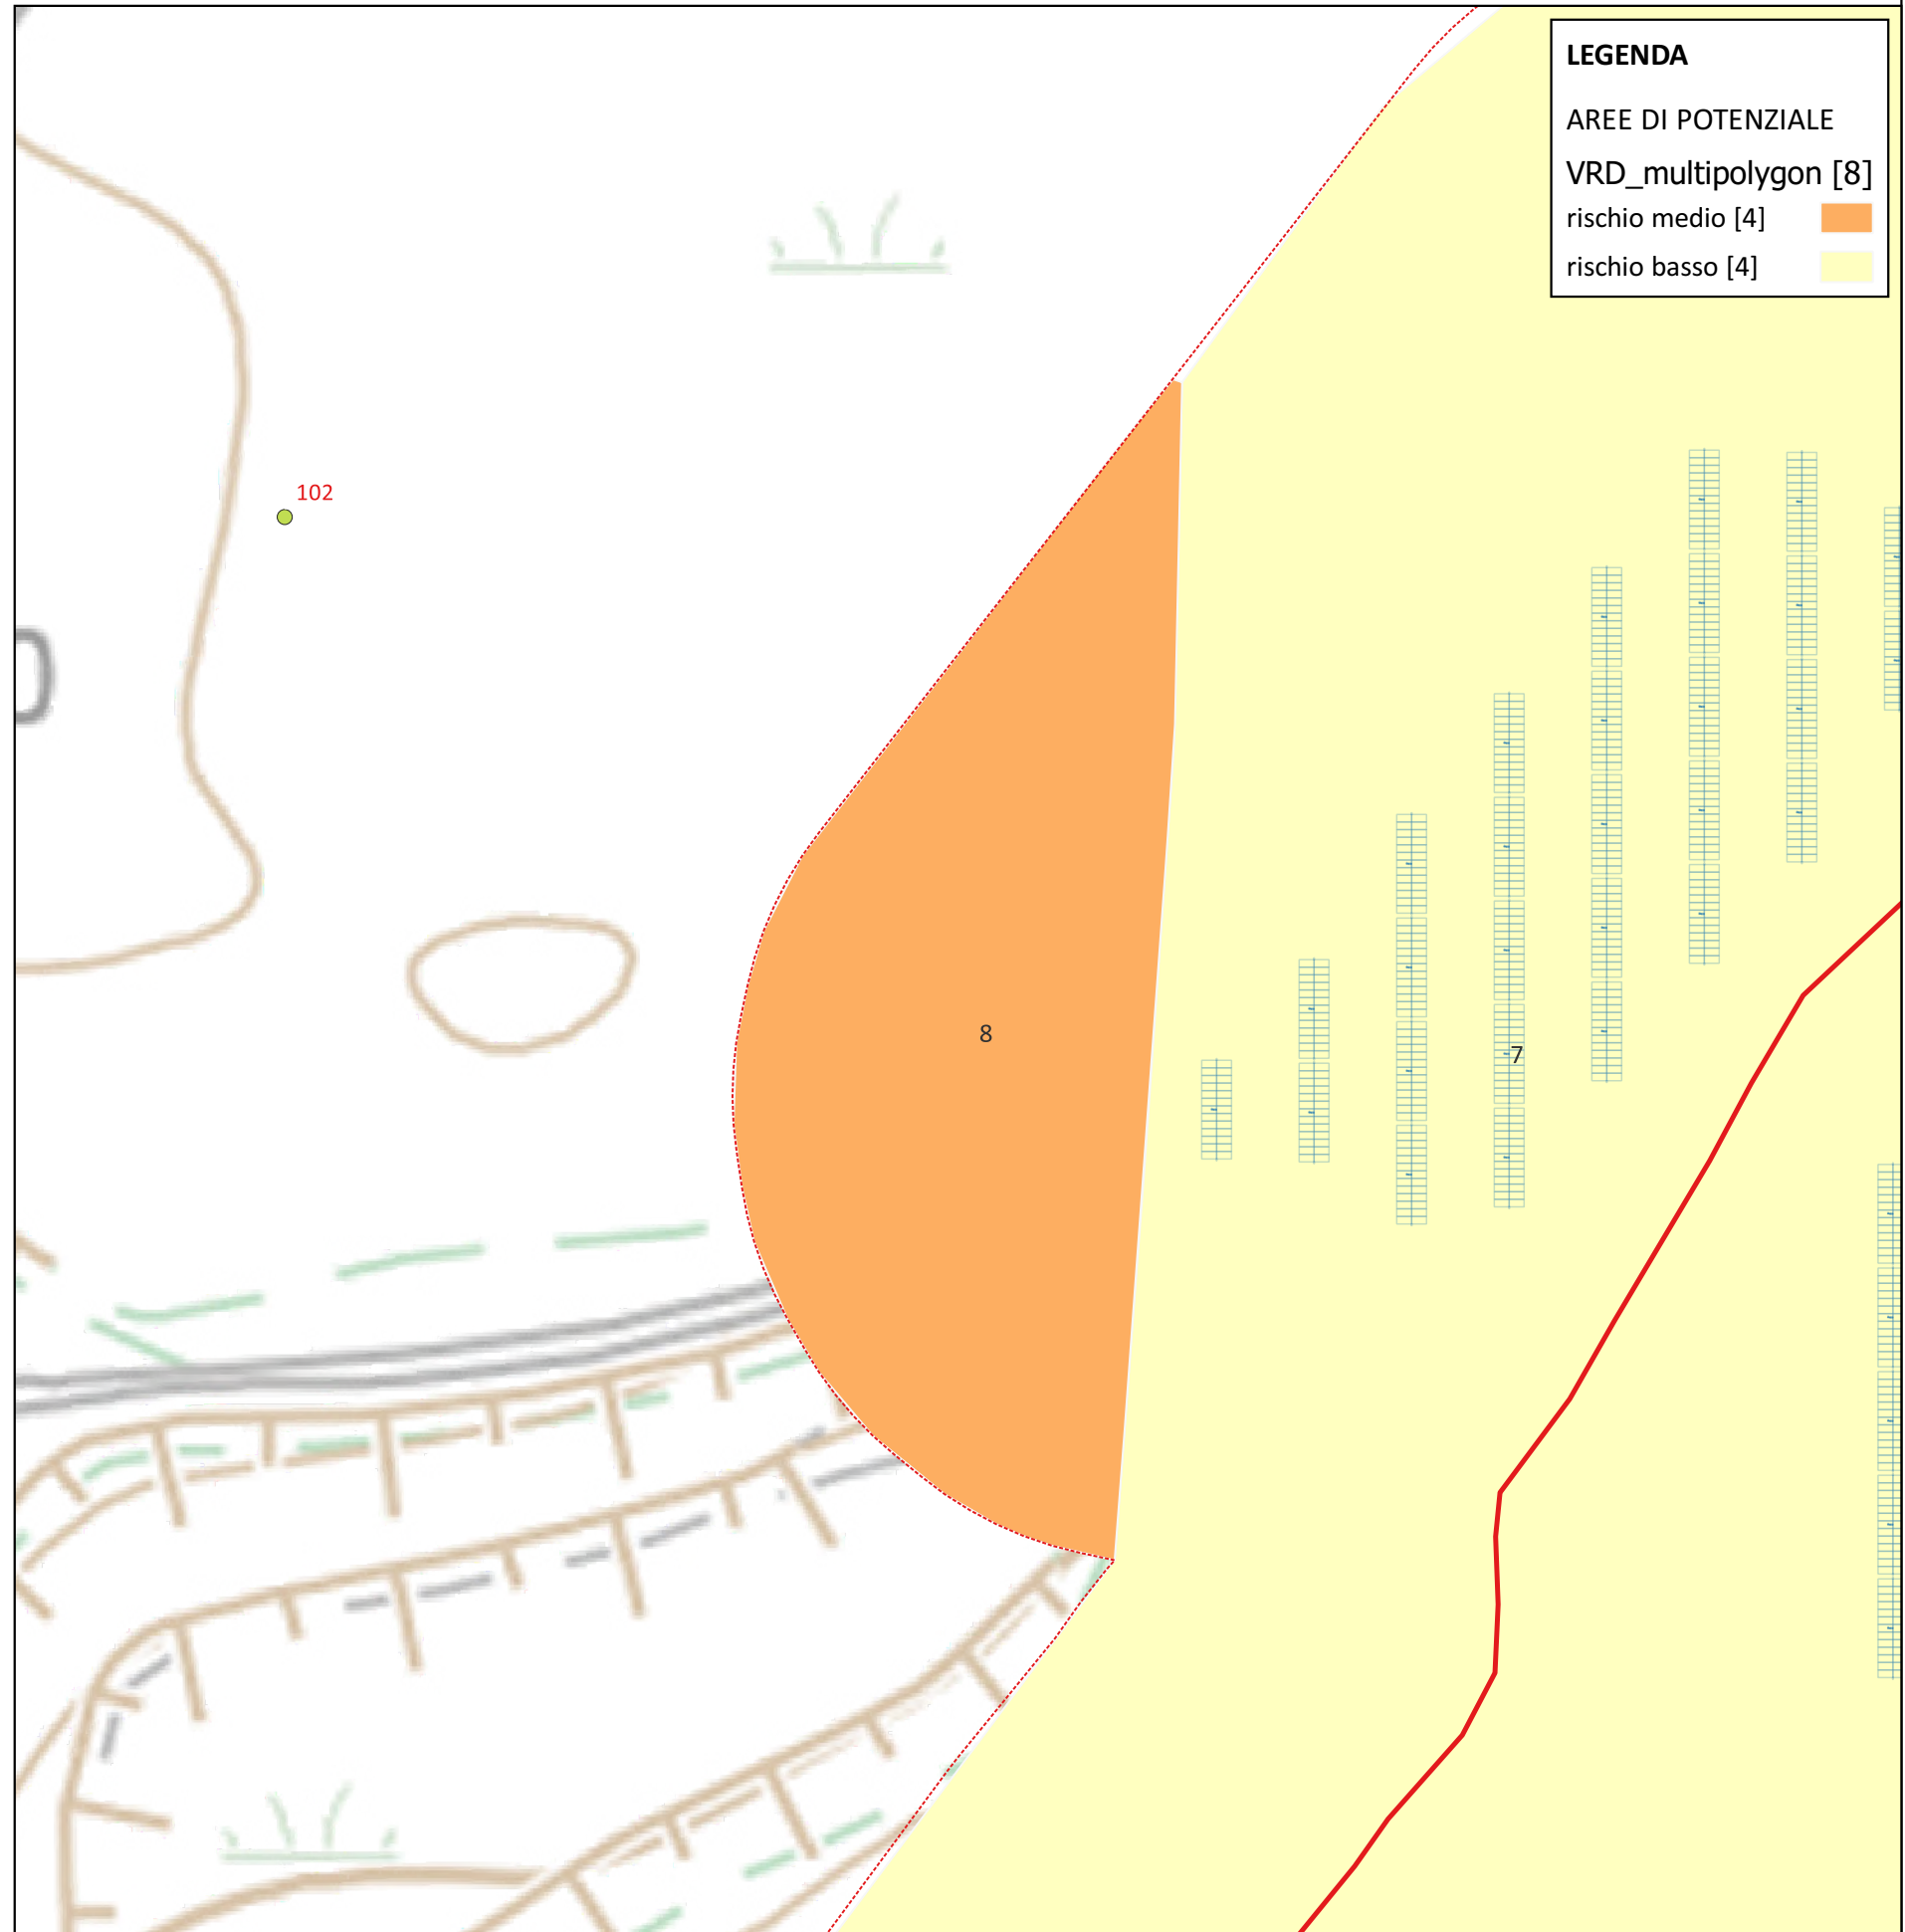 LEGENDA
AREE DI POTENZIALE
VRD_multipolygon [8]
rischio medio [4]
rischio basso [4]
102
8
7